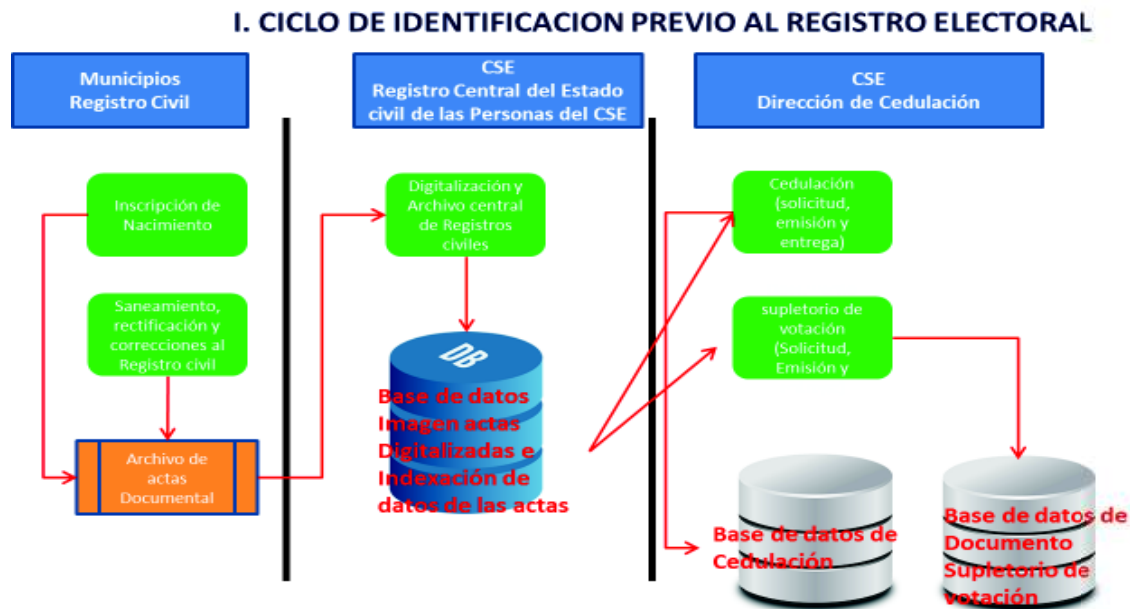 I. CICLO DE IDENTIFICACION PREVIO AL REGISTRO ELECTORAL
Municipios
Registro Civil
CSE
Registro Central del Estado
civil de las Personas del CSE
CSE
Dirección de Cedulación
Inscripción de
Nacimiento
Saneamiento,
rectificación y
correcciones al
Registro civil
Archivo de
actas
Documental
Digitalización y
Archivo central
de Registros
civiles
DB
Base de datos
Imagen actas
Digitalizadas e
Indexación de
datos de las actas
Cedulación
(solicitud,
emisión y
entrega)
supletorio de
votación
(Solicitud,
Emisión y
Base de datos de
Cedulación
Base de datos de
Documento
Supletorio de
votación